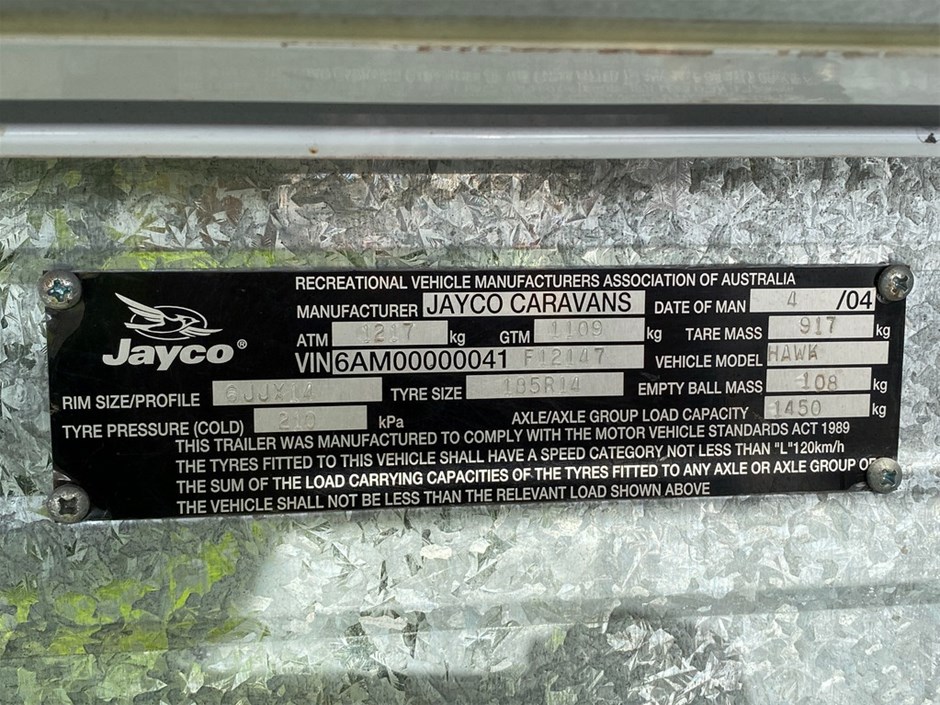 RECREATIONAL VEHICLE MANUFACTURERS ASSOCIATION OF AUSTRALIA
MANUFACTURER JAYCO CARAVANS DATE OF MAN 4 /04
ATM 1217 kg GTM 1109 kg TARE MASS 917 kg
Jayco®
VIN 6AM00000041 F12147 VEHICLE MODEL HAWK
RIM SIZE/PROFILE 6JJX14 TYRE SIZE 185R14 EMPTY BALL MASS 108 kg
TYRE PRESSURE (COLD) 210 kPa AXLE/AXLE GROUP LOAD CAPACITY 1450 kg
THIS TRAILER WAS MANUFACTURED TO COMPLY WITH THE MOTOR VEHICLE STANDARDS ACT 1989
THE TYRES FITTED TO THIS VEHICLE SHALL HAVE A SPEED CATEGORY NOT LESS THAN "L"120km/h
THE SUM OF THE LOAD CARRYING CAPACITIES OF THE TYRES FITTED TO ANY AXLE OR AXLE GROUP OF
THE VEHICLE SHALL NOT BE LESS THAN THE RELEVANT LOAD SHOWN ABOVE